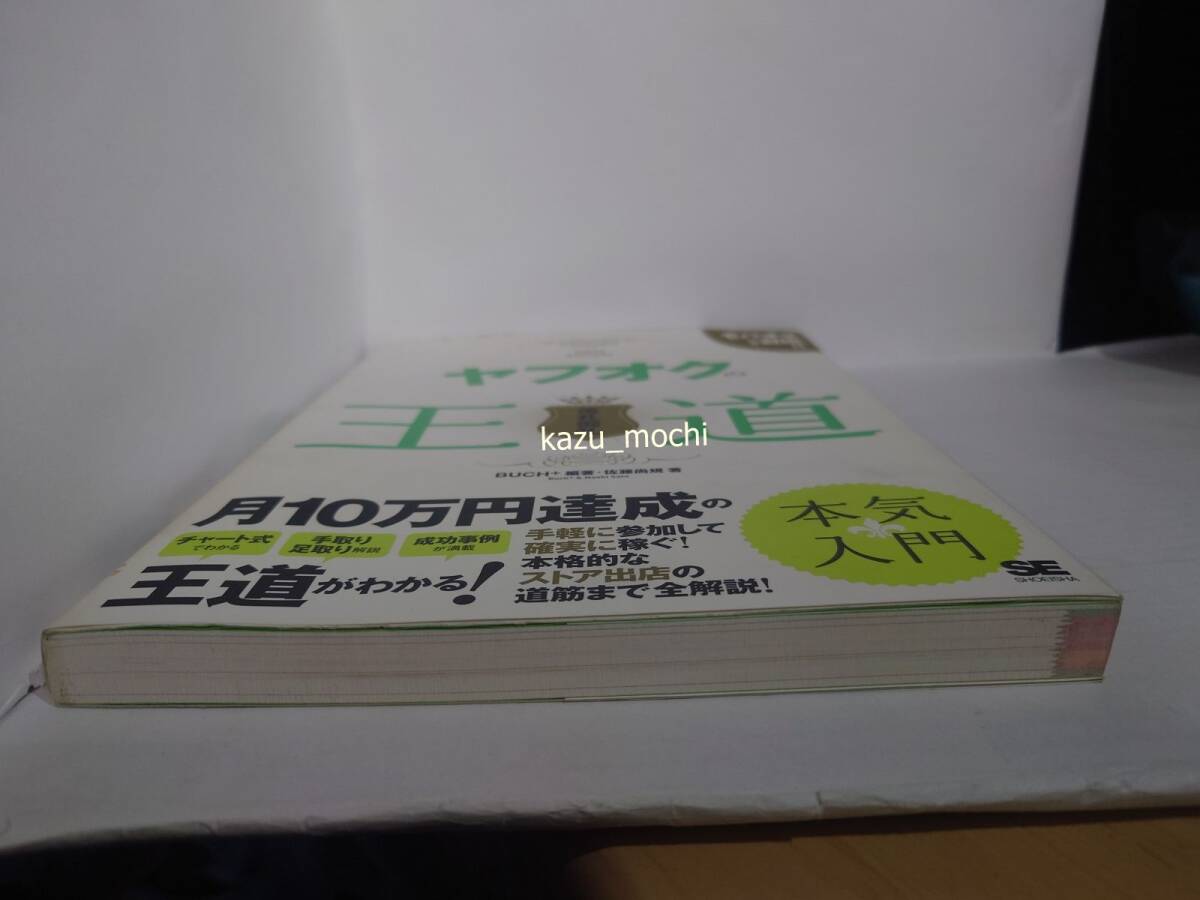 ヤフオクの
王道
kazu_mochi
BUCH+ 編著・佐藤尚規 著
Buch+ & Naoki Sato
月10万円達成の
チャート式
でわかる
手取り
足取り解説
成功事例
が満載
王道がわかる!
手軽に参加して
確実に稼ぐ!
本格的な
ストア出店の
道筋まで全解説!
本気
入門
SE
SHOEISHA